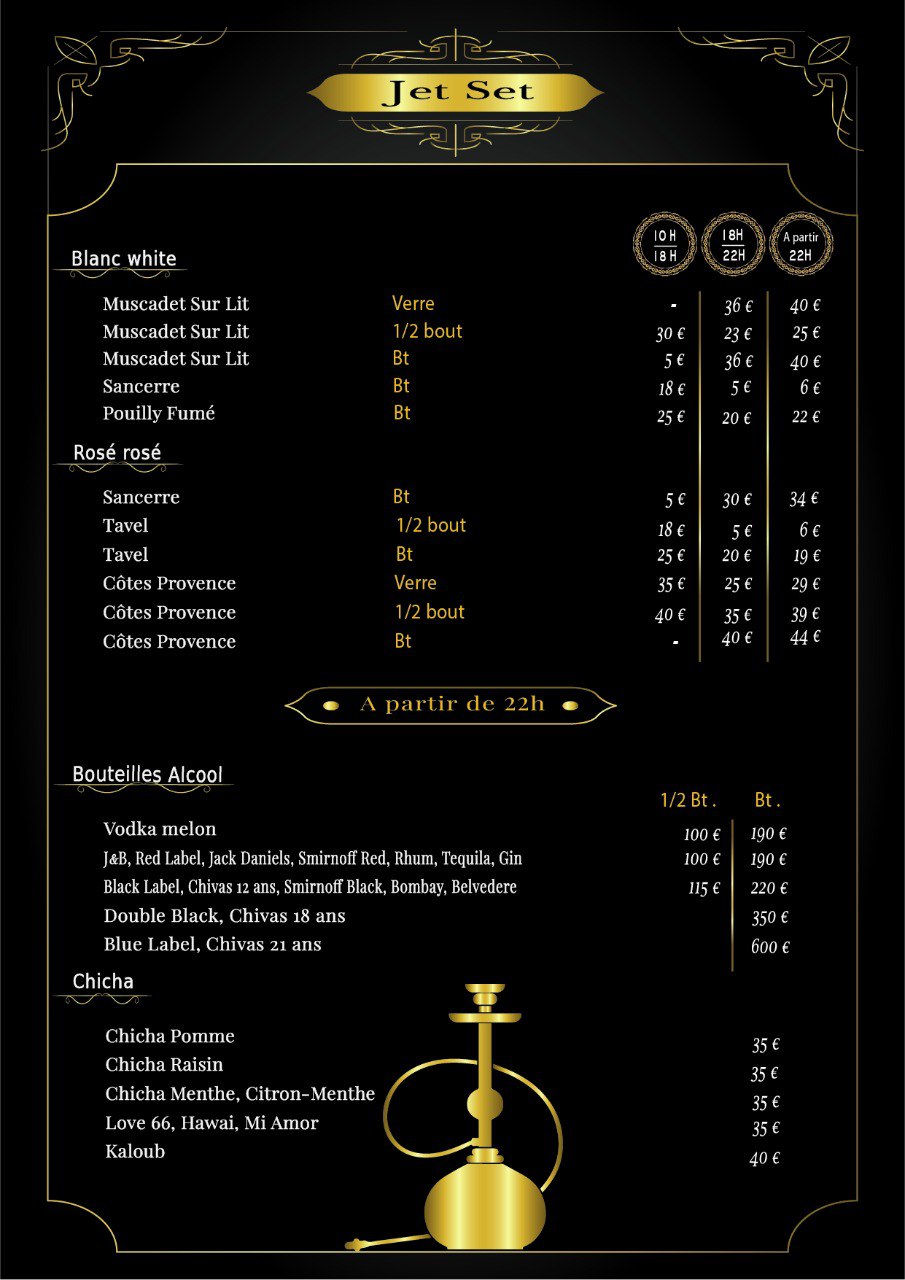 Jet Set
10H 18H A partir
18H 22H 22H
Blanc white
Muscadet Sur Lit Verre - 36 € 40 €
Muscadet Sur Lit 1/2 bout 30 € 23 € 25 €
Muscadet Sur Lit Bt 5 € 36 € 40 €
Sancerre Bt 18 € 5 € 6 €
Pouilly Fumé Bt 25 € 20 € 22 €
Rosé rosé
Sancerre Bt 5 € 30 € 34 €
Tavel 1/2 bout 18 € 5 € 6 €
Tavel Bt 25 € 20 € 19 €
Côtes Provence Verre 35 € 25 € 29 €
Côtes Provence 1/2 bout 40 € 35 € 39 €
Côtes Provence Bt - 40 € 44 €
A partir de 22h
Bouteilles Alcool
1/2 Bt . Bt .
Vodka melon 100 € 190 €
J&B, Red Label, Jack Daniels, Smirnoff Red, Rhum, Tequila, Gin 100 € 190 €
Black Label, Chivas 12 ans, Smirnoff Black, Bombay, Belvedere 115 € 220 €
Double Black, Chivas 18 ans 350 €
Blue Label, Chivas 21 ans 600 €
Chicha
Chicha Pomme 35 €
Chicha Raisin 35 €
Chicha Menthe, Citron-Menthe 35 €
Love 66, Hawai, Mi Amor 35 €
Kaloub 40 €